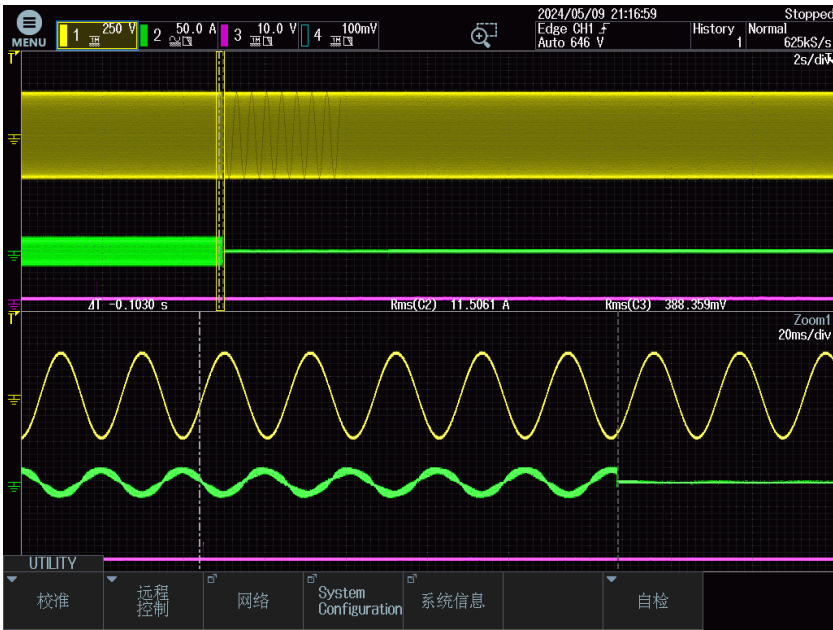 2024/05/09 21:16:59 Stopped
MENU 1 250 V 2 50.0 A 3 10.0 V 4 100mV Edge CH1 History Normal
Auto 646 V 1 625kS/s
T 2s/div
ΔT -0.1030 s Rms(C2) 11.5061 A Rms(C3) 388.359mV
T Zoom1
20ms/div
UTILITY
校准 远程 网络 System 系统信息 自检
控制 Configuration